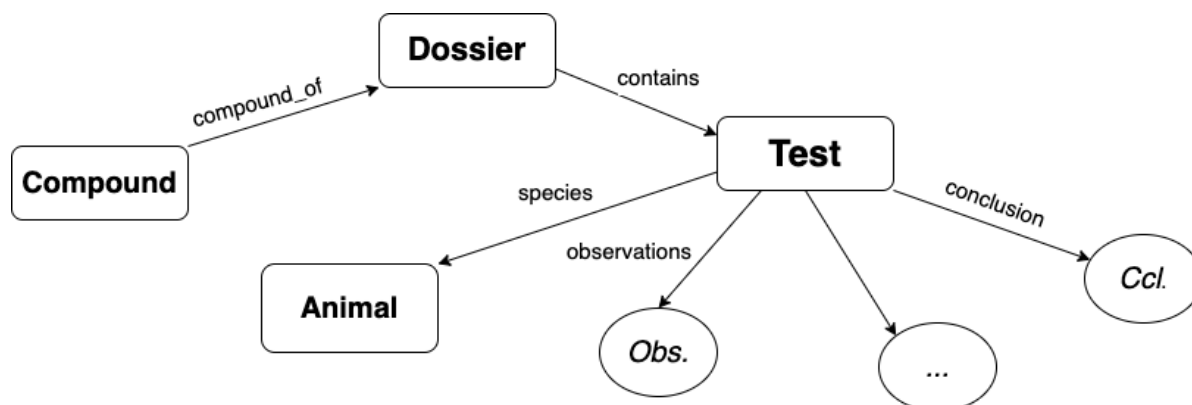 Dossier
compound_of
contains
Compound
Test
species
conclusion
observations
Animal
Ccl.
Obs.
...